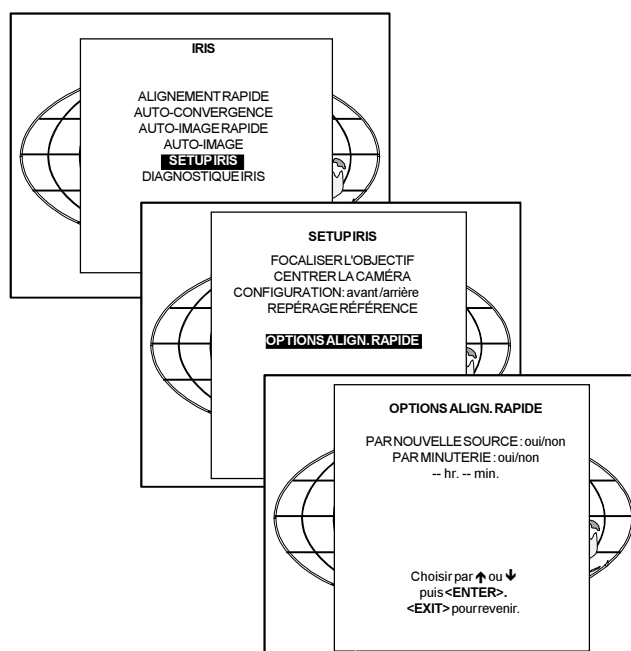 IRIS
ALIGNEMENT RAPIDE
AUTO-CONVERGENCE
AUTO-IMAGE RAPIDE
AUTO-IMAGE
SETUP IRIS
DIAGNOSTIQUE IRIS
SETUP IRIS
FOCALISER L'OBJECTIF
CENTRER LA CAMÉRA
CONFIGURATION: avant/arrière
REPÉRAGE RÉFÉRENCE
OPTIONS ALIGN. RAPIDE
OPTIONS ALIGN. RAPIDE
PAR NOUVELLE SOURCE : oui/non
PAR MINUTERIE : oui/non
-- hr. -- min.
Choisir par ↑ ou ↓
puis <ENTER>.
<EXIT> pour revenir.